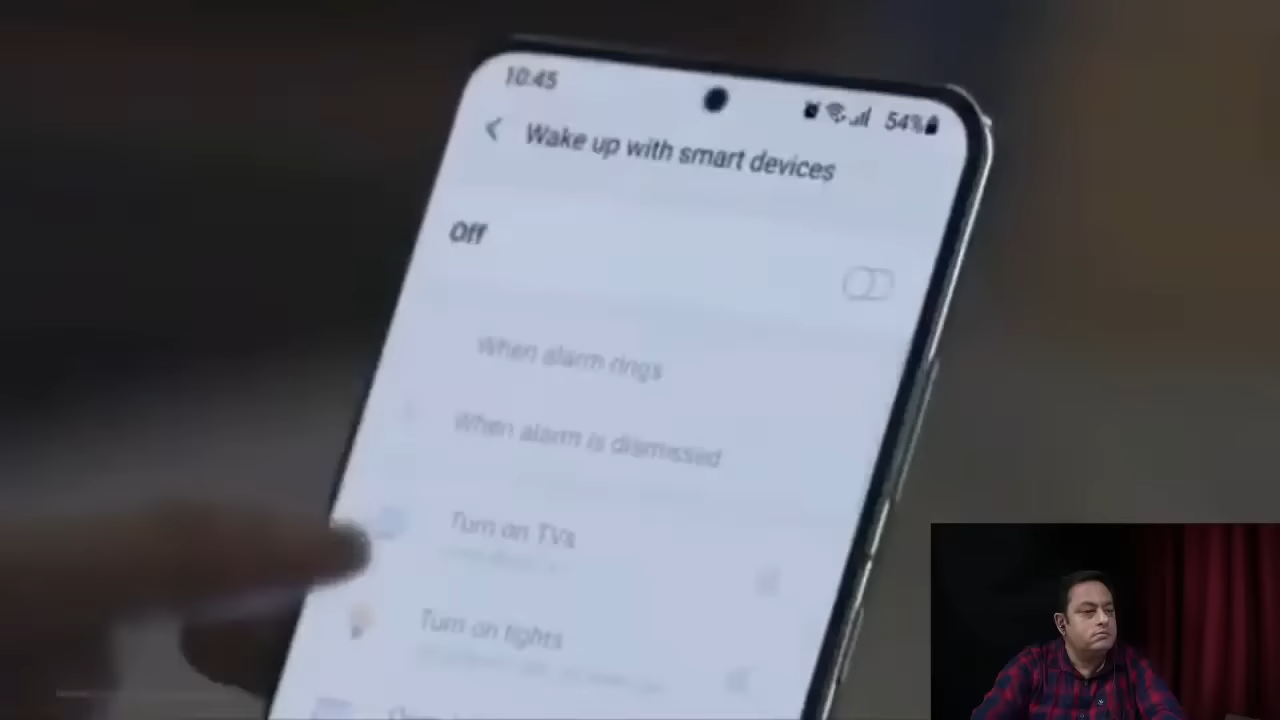 10:45
54%
Wake up with smart devices
Off
When alarm rings
When alarm is dismissed
Turn on TVs
Turn on lights